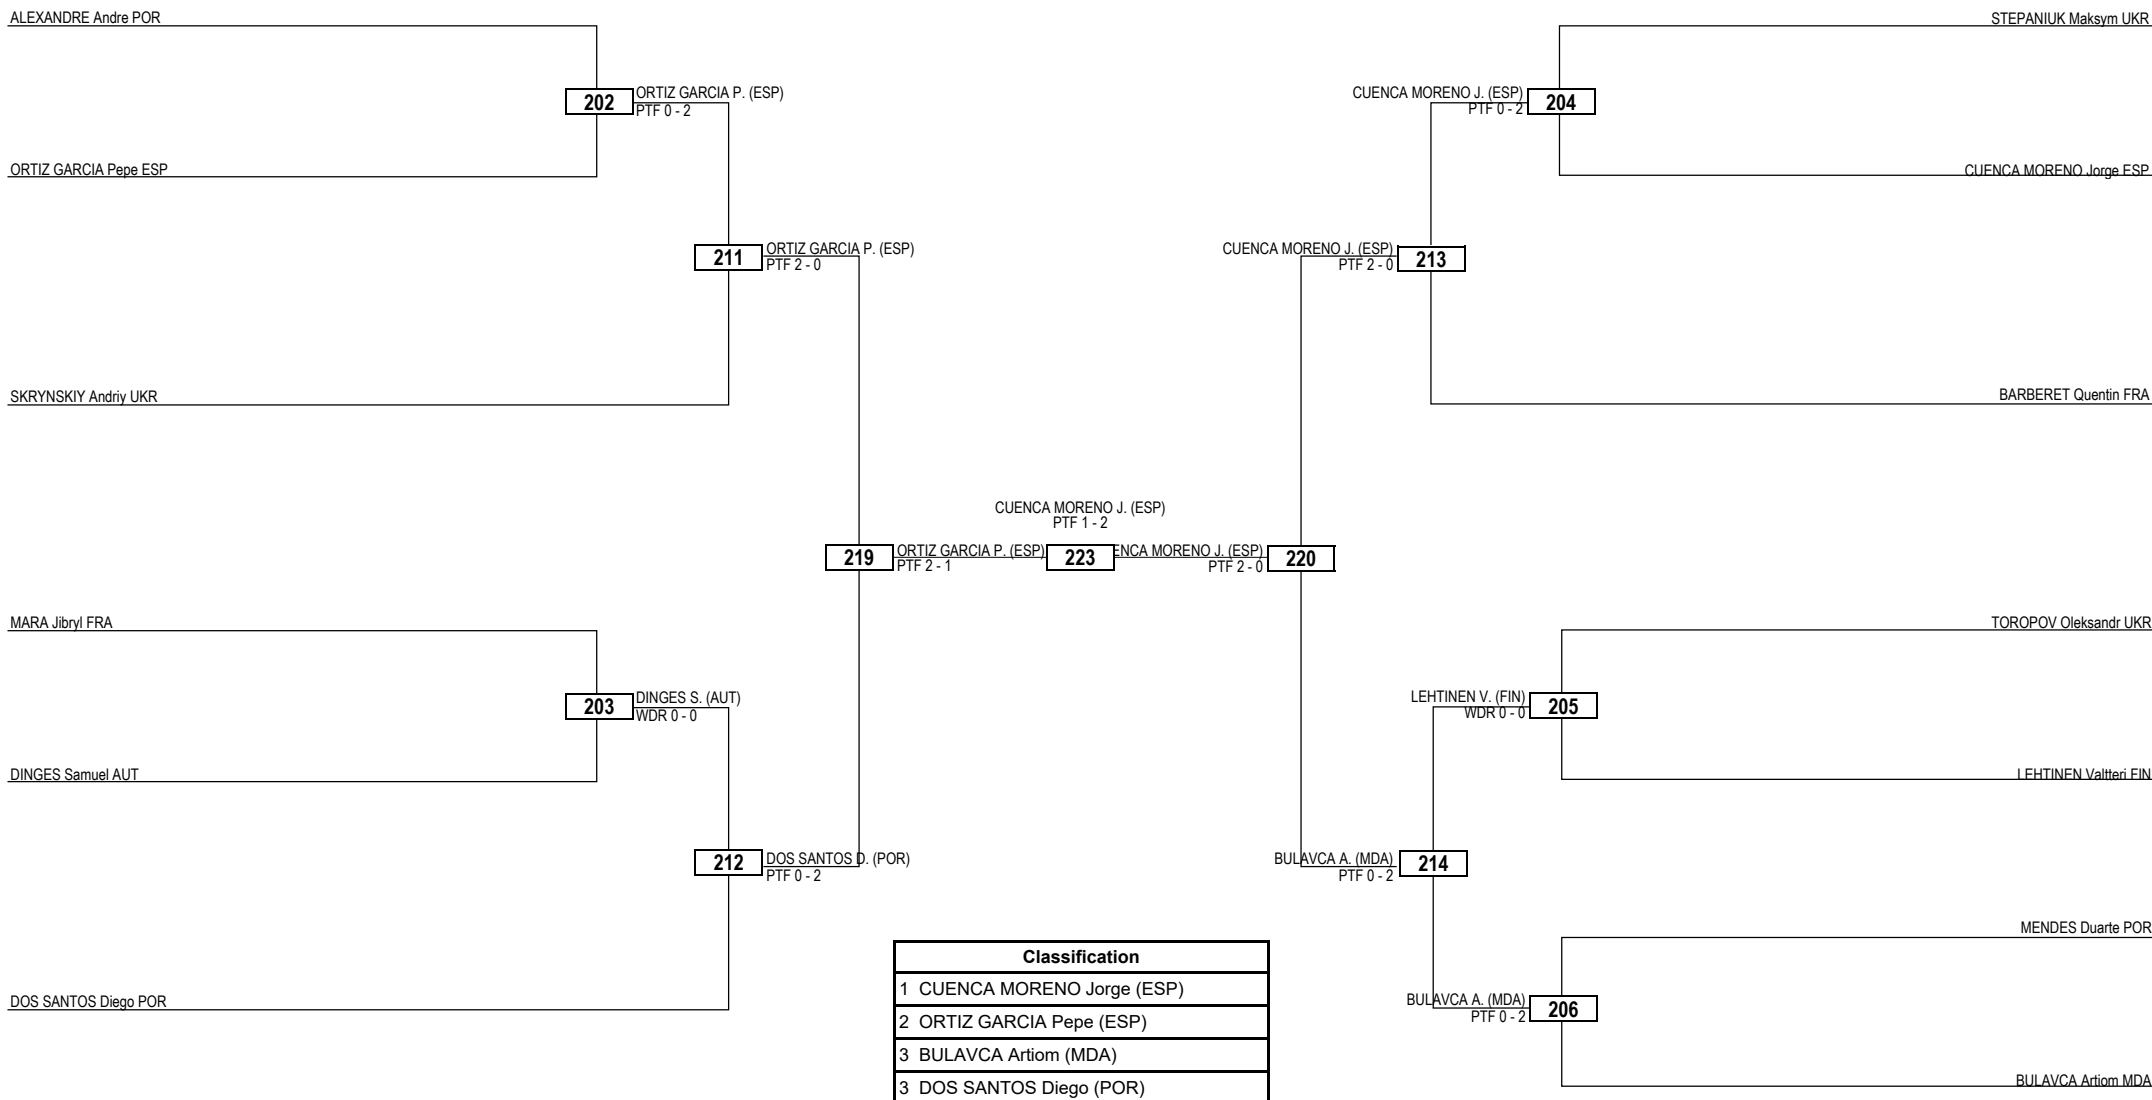 ALEXANDRE Andre POR
STEPANIUK Maksym UKR
202
ORTIZ GARCIA P. (ESP)
PTF 0 - 2
CUENCA MORENO J. (ESP)
PTF 0 - 2
204
ORTIZ GARCIA Pepe ESP
CUENCA MORENO Jorge ESP
211
ORTIZ GARCIA P. (ESP)
PTF 2 - 0
CUENCA MORENO J. (ESP)
PTF 2 - 0
213
SKRYNSKIY Andriy UKR
BARBERET Quentin FRA
CUENCA MORENO J. (ESP)
PTF 1 - 2
219
ORTIZ GARCIA P. (ESP)
PTF 2 - 1
223
ENCA MORENO J. (ESP)
PTF 2 - 0
220
MARA Jibryl FRA
TOROPOV Oleksandr UKR
203
DINGES S. (AUT)
WDR 0 - 0
LEHTINEN V. (FIN)
WDR 0 - 0
205
DINGES Samuel AUT
LEHTINEN Valtteri FIN
212
DOS SANTOS D. (POR)
PTF 0 - 2
BULAVCA A. (MDA)
PTF 0 - 2
214
MENDES Duarte POR
DOS SANTOS Diego POR
BULAVCA A. (MDA)
PTF 0 - 2
206
BULAVCA Artiom MDA
Classification
1 CUENCA MORENO Jorge (ESP)
2 ORTIZ GARCIA Pepe (ESP)
3 BULAVCA Artiom (MDA)
3 DOS SANTOS Diego (POR)